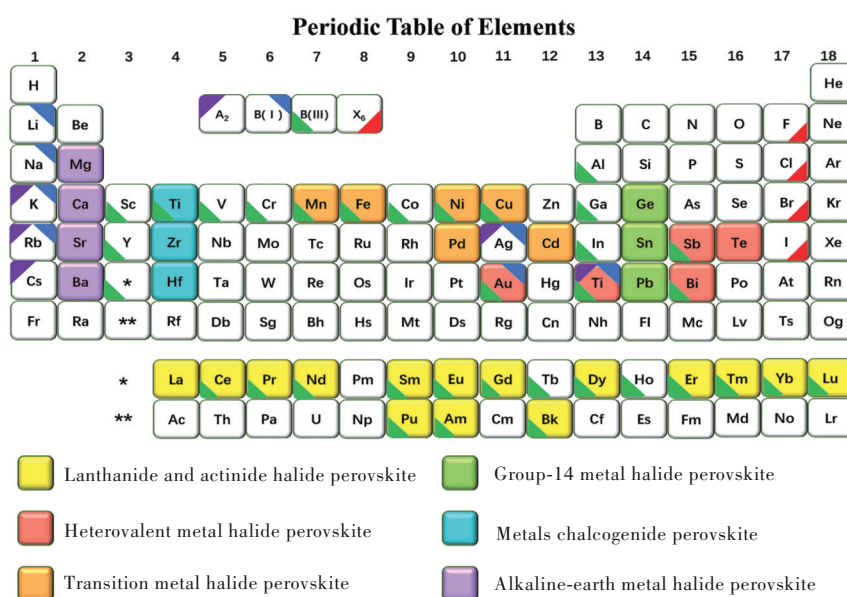 Periodic Table of Elements
1 2 3 4 5 6 7 8 9 10 11 12 13 14 15 16 17 18
H He
A2 B( I ) B(III) X6
Li Be B C N O F Ne
Na Mg Al Si P S Cl Ar
K Ca Sc Ti V Cr Mn Fe Co Ni Cu Zn Ga Ge As Se Br Kr
Rb Sr Y Zr Nb Mo Tc Ru Rh Pd Ag Cd In Sn Sb Te I Xe
Cs Ba * Hf Ta W Re Os Ir Pt Au Hg Ti Pb Bi Po At Rn
Fr Ra ** Rf Db Sg Bh Hs Mt Ds Rg Cn Nh Fl Mc Lv Ts Og
* La Ce Pr Nd Pm Sm Eu Gd Tb Dy Ho Er Tm Yb Lu
** Ac Th Pa U Np Pu Am Cm Bk Cf Es Fm Md No Lr
Lanthanide and actinide halide perovskite
Group-14 metal halide perovskite
Heterovalent metal halide perovskite
Metals chalcogenide perovskite
Transition metal halide perovskite
Alkaline-earth metal halide perovskite